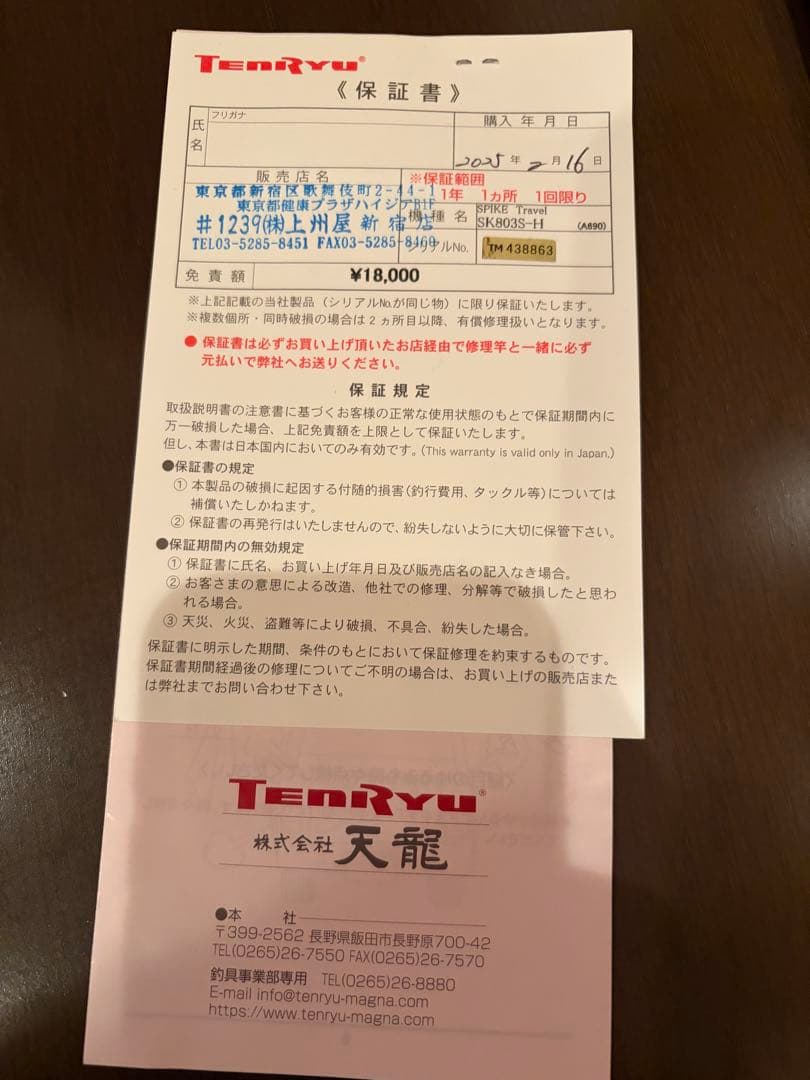 TENRYU®
《保証書》
フリガナ
氏名
購入年月日
2025年2月16日
販売店名
東京都新宿区歌舞伎町2-44-1
東京都健康プラザハイジアB1F
#1239㈱上州屋新宿店
TEL03-5285-8451 FAX03-5285-8460
※保証範囲
1年 1ヵ所 1回限り
機種名
SPIKE Travel
SK803S-H (A690)
シリアルNo.
TM 438863
免責額 ¥18,000
※上記記載の当社製品（シリアルNo.が同じ物）に限り保証いたします。
※複数個所・同時破損の場合は2ヵ所目以降、有償修理扱いとなります。
●保証書は必ずお買い上げ頂いたお店経由で修理竿と一緒に必ず
元払いで弊社へお送りください。
保証規定
取扱説明書の注意書に基づくお客様の正常な使用状態のもとで保証期間内に
万一破損した場合、上記免責額を上限として保証いたします。
但し、本書は日本国内においてのみ有効です。(This warranty is valid only in Japan.)
●保証書の規定
① 本製品の破損に起因する付随的損害(釣行費用、タックル等)については
補償いたしかねます。
② 保証書の再発行はいたしませんので、紛失しないように大切に保管下さい。
●保証期間内の無効規定
① 保証書に氏名、お買い上げ年月日及び販売店名の記入なき場合。
② お客さまの意思による改造、他社での修理、分解等で破損したと思わ
れる場合。
③ 天災、火災、盗難等により破損、不具合、紛失した場合。
保証書に明示した期間、条件のもとにおいて保証修理を約束するものです。
保証書期間経過後の修理についてご不明の場合は、お買い上げの販売店また
は弊社までお問い合わせ下さい。
TENRYU®
株式会社 天龍
●本 社
〒399-2562 長野県飯田市長野原700-42
TEL(0265)26-7550 FAX(0265)26-7570
釣具事業部専用 TEL(0265)26-8880
E-mail info@tenryu-magna.com
https://www.tenryu-magna.com